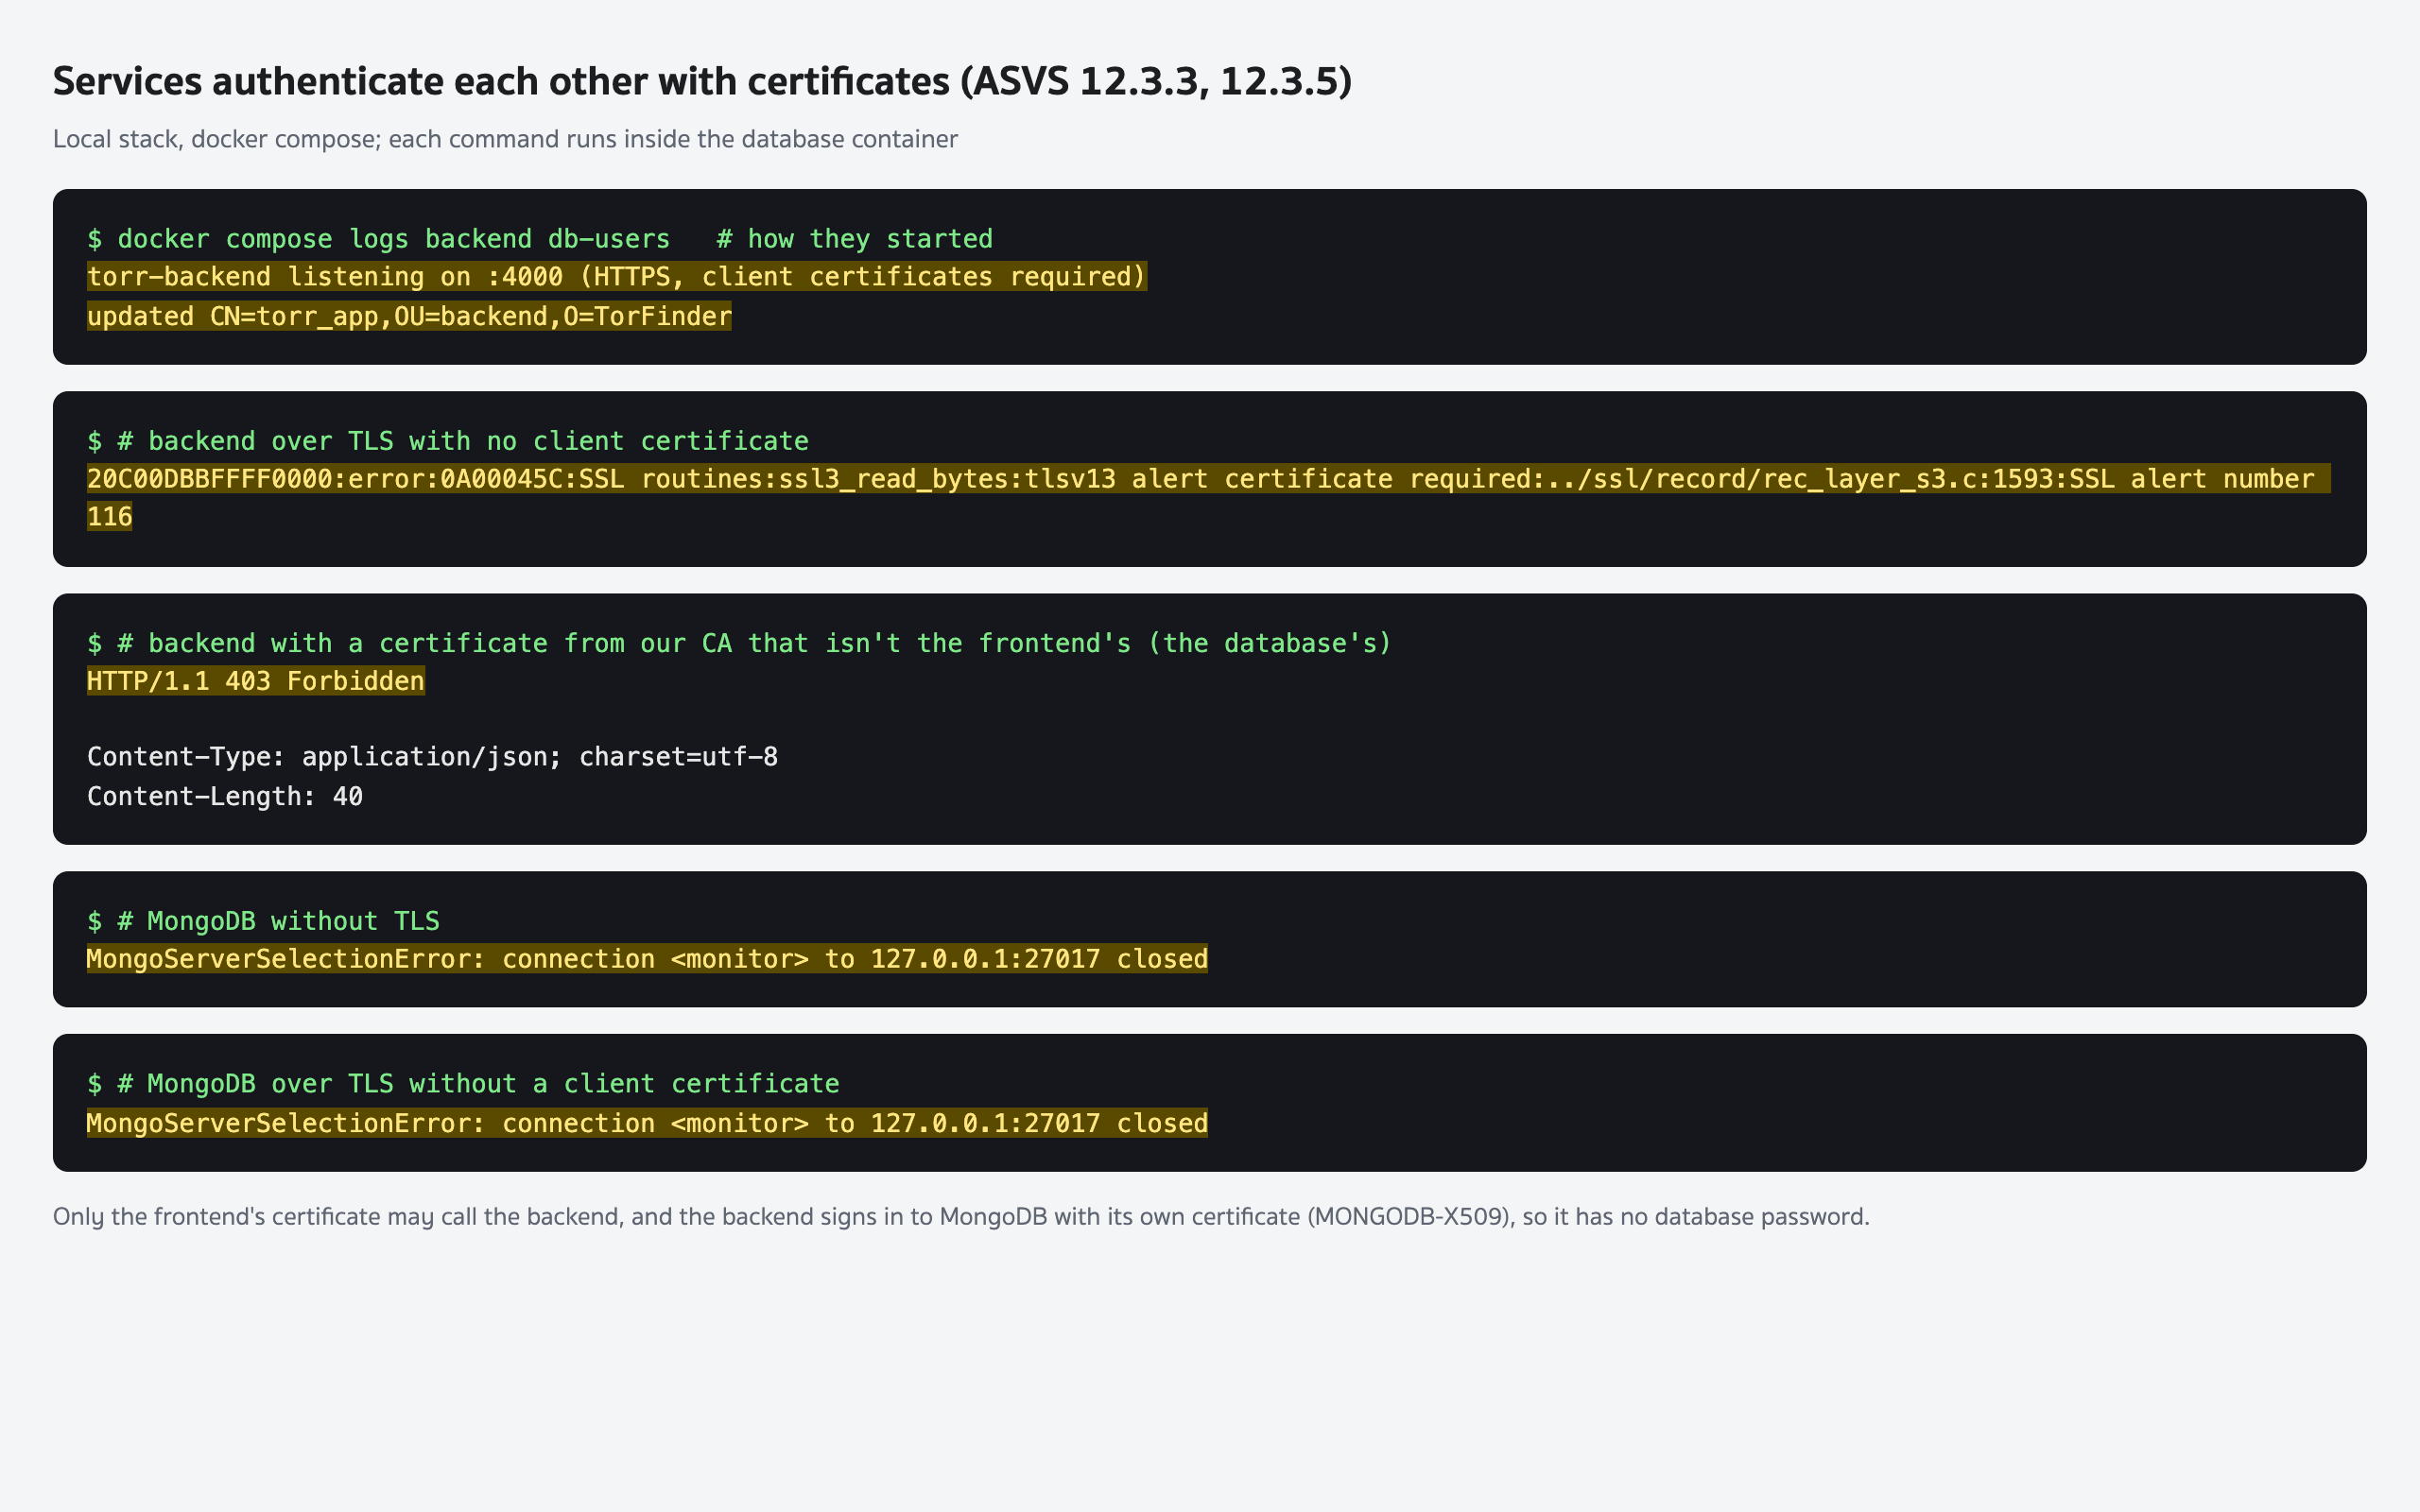 Services authenticate each other with certificates (ASVS 12.3.3, 12.3.5)
Local stack, docker compose; each command runs inside the database container
$ docker compose logs backend db-users   # how they started
torr-backend listening on :4000 (HTTPS, client certificates required)
updated CN=torr_app,OU=backend,O=TorFinder
$ # backend over TLS with no client certificate
20C00DBBFFFF0000:error:0A00045C:SSL routines:ssl3_read_bytes:tlsv13 alert certificate required:../ssl/record/rec_layer_s3.c:1593:SSL alert number
116
$ # backend with a certificate from our CA that isn't the frontend's (the database's)
HTTP/1.1 403 Forbidden
Content-Type: application/json; charset=utf-8
Content-Length: 40
$ # MongoDB without TLS
MongoServerSelectionError: connection <monitor> to 127.0.0.1:27017 closed
$ # MongoDB over TLS without a client certificate
MongoServerSelectionError: connection <monitor> to 127.0.0.1:27017 closed
Only the frontend's certificate may call the backend, and the backend signs in to MongoDB with its own certificate (MONGODB-X509), so it has no database password.